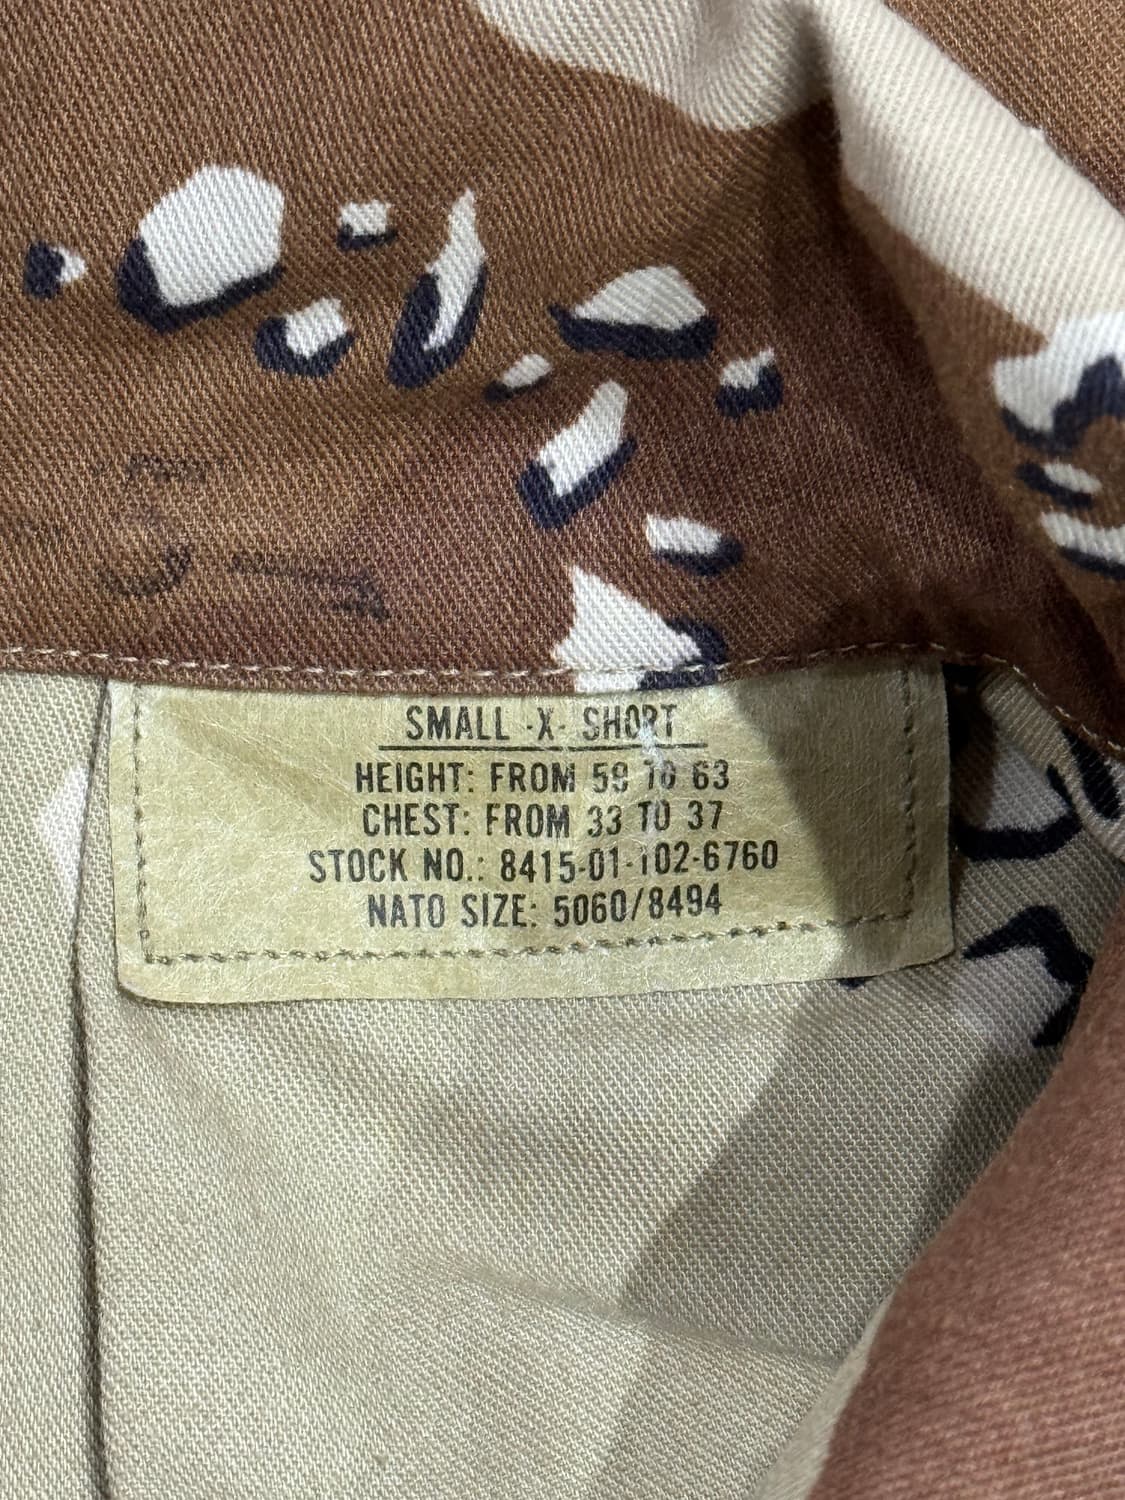 SMALL -X- SHORT
HEIGHT: FROM 59 TO 63
CHEST: FROM 33 TO 37
STOCK NO.: 8415-01-102-6760
NATO SIZE: 5060/8494